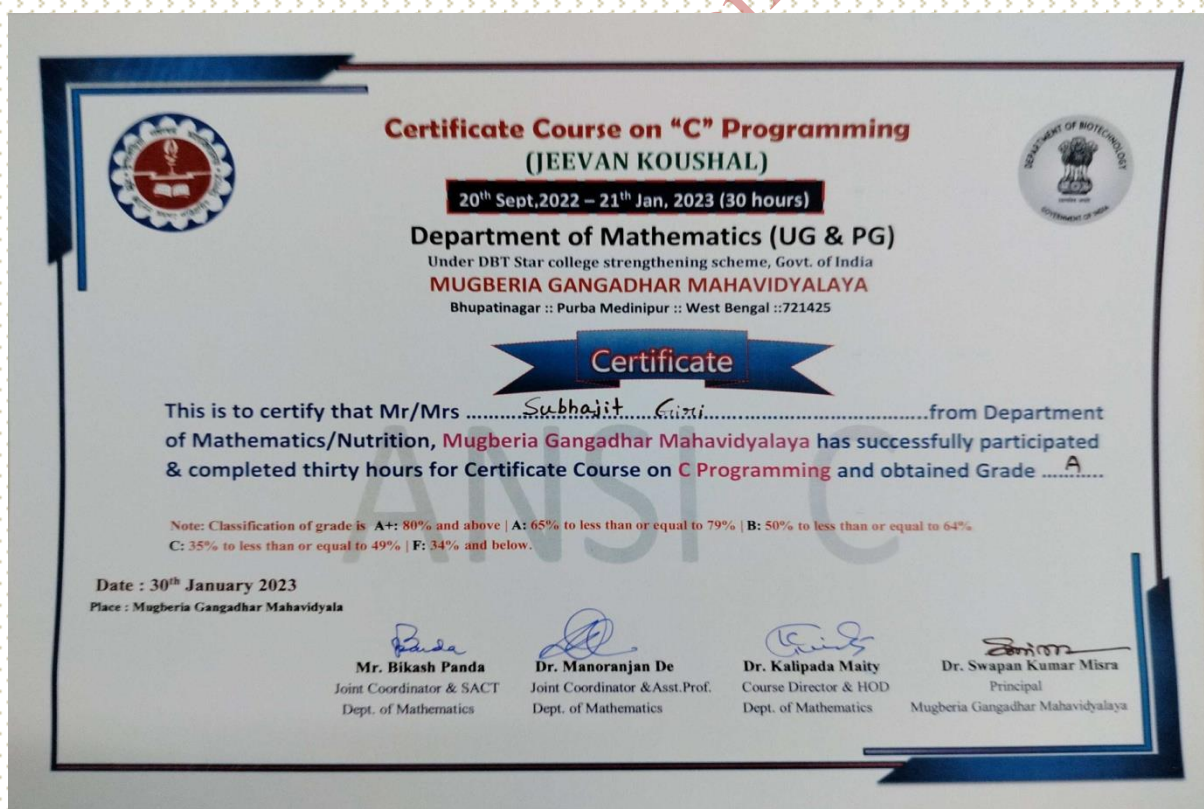 Certificate Course on “C” Programming
(JEEVAN KOUSHAL)
20th Sept,2022 – 21th Jan, 2023 (30 hours)
Department of Mathematics (UG & PG)
Under DBT Star college strengthening scheme, Govt. of India
MUGBERIA GANGADHAR MAHAVIDYALAYA
Bhupatinagar :: Purba Medinipur :: West Bengal ::721425
DEPARTMENT OF BIOTECHNOLOGY
GOVERNMENT OF INDIA
Certificate
This is to certify that Mr/Mrs ..........Subhajit Giri..........from Department
of Mathematics/Nutrition, Mugberia Gangadhar Mahavidyalaya has successfully participated
& completed thirty hours for Certificate Course on C Programming and obtained Grade .....A.....
ANSI C
Note: Classification of grade is A+: 80% and above | A: 65% to less than or equal to 79% | B: 50% to less than or equal to 64%
C: 35% to less than or equal to 49% | F: 34% and below.
Date : 30th January 2023
Place : Mugberia Gangadhar Mahavidyala
Panda
Mr. Bikash Panda Dr. Manoranjan De Dr. Kalipada Maity Dr. Swapan Kumar Misra
Joint Coordinator & SACT Joint Coordinator &Asst.Prof. Course Director & HOD Principal
Dept. of Mathematics Dept. of Mathematics Dept. of Mathematics Mugberia Gangadhar Mahavidyalaya